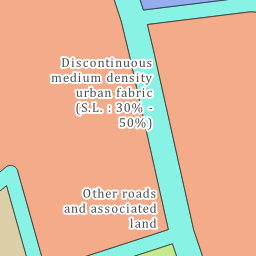 Discontinuous
medium density
urban fabric
(S.L. : 30% -
50%)
Other roads
and associated
land